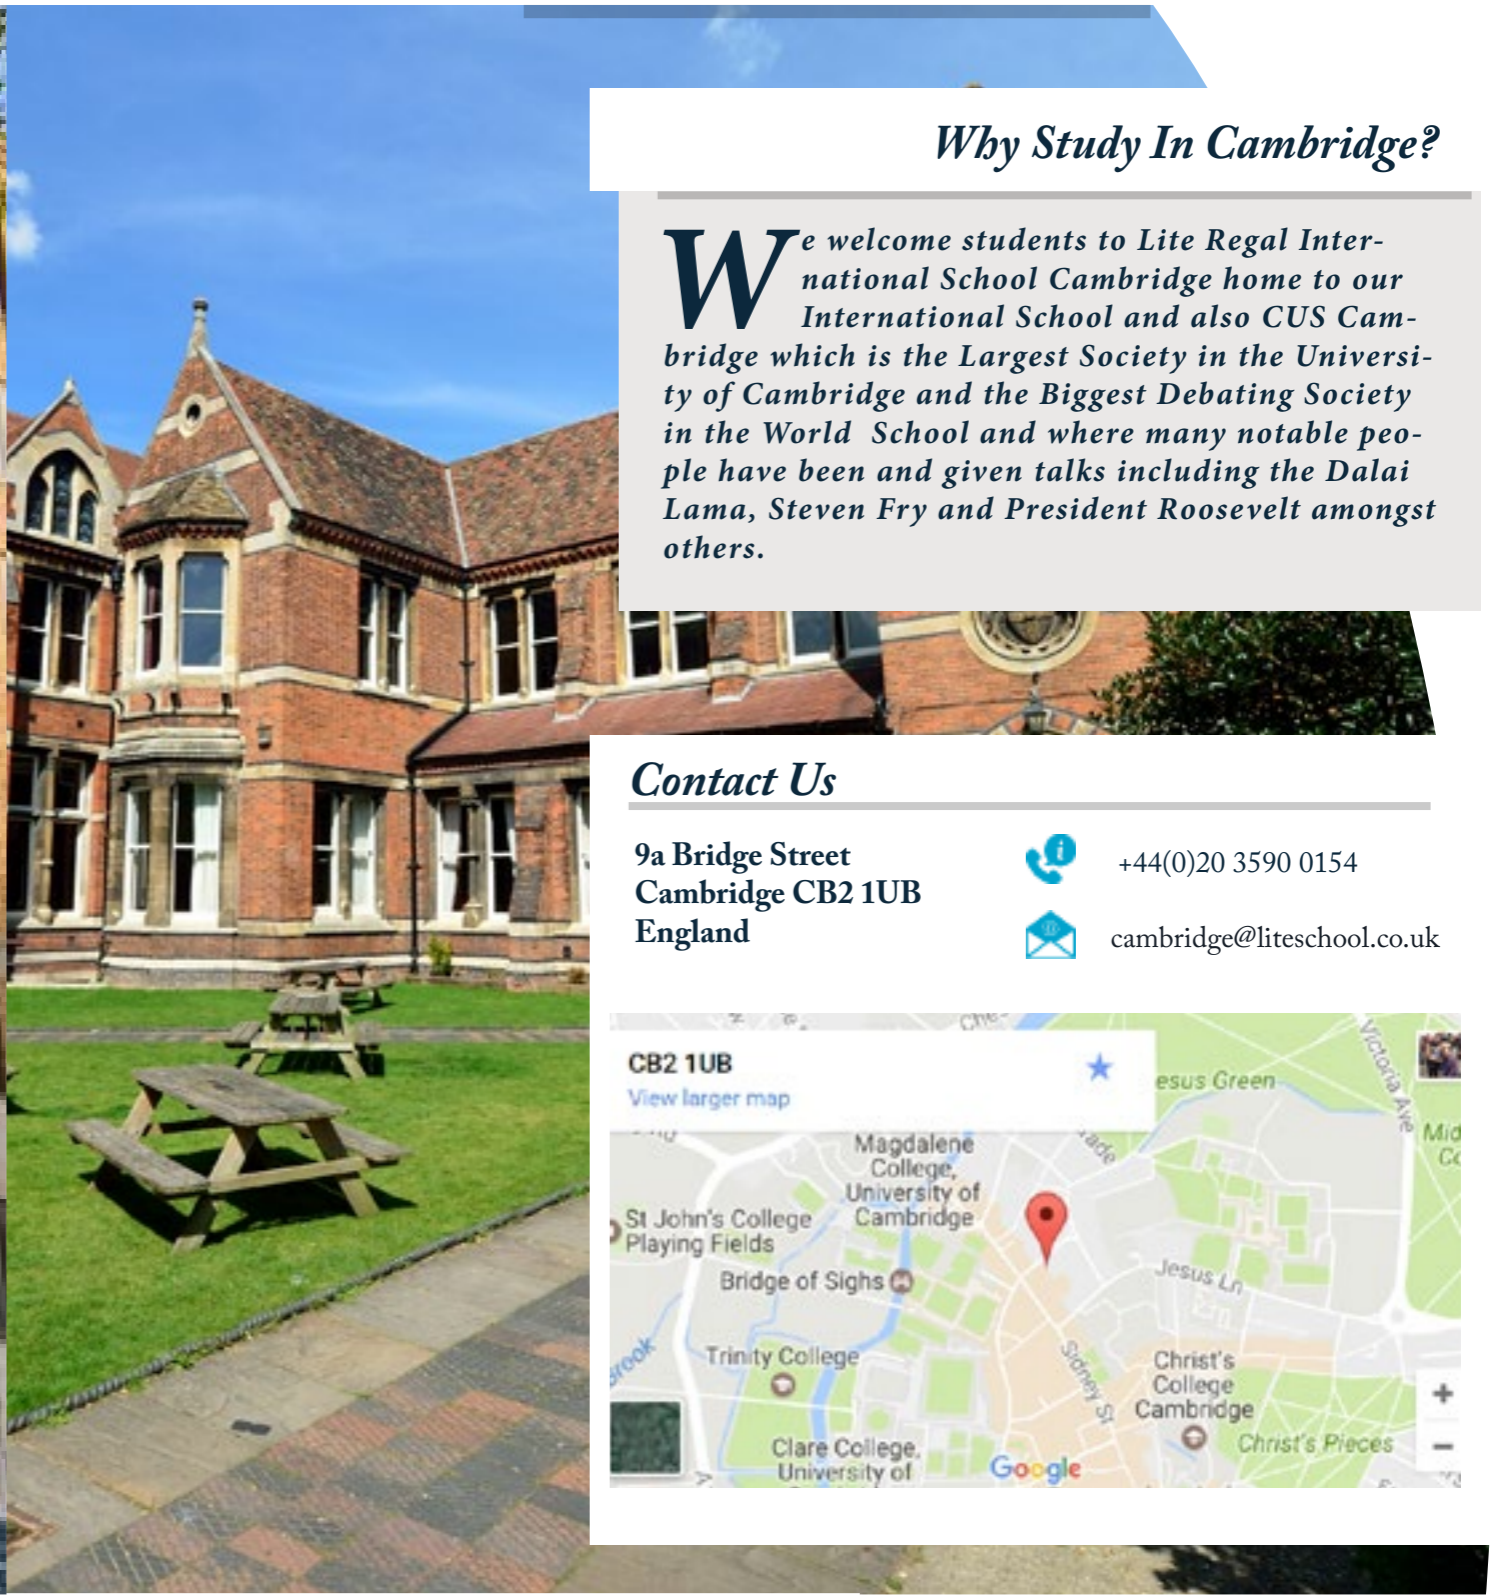 Why Study In Cambridge?
We welcome students to Lite Regal Inter-
national School Cambridge home to our
International School and also CUS Cam-
bridge which is the Largest Society in the Universi-
ty of Cambridge and the Biggest Debating Society
in the World  School and where many notable peo-
ple have been and given talks including the Dalai
Lama, Steven Fry and President Roosevelt amongst
others.
Contact Us
9a Bridge Street
Cambridge CB2 1UB
England
+44(0)20 3590 0154
cambridge@liteschool.co.uk
CB2 1UB
View larger map
esus Green
Victoria Ave
Mid
Magdalene
College,
University of
Cambridge
St John's College
Playing Fields
Bridge of Sighs
Jesus Ln
Trinity College
Sidney St
Christ's
College
Cambridge
Christ's Pieces
Clare College,
University of
Google